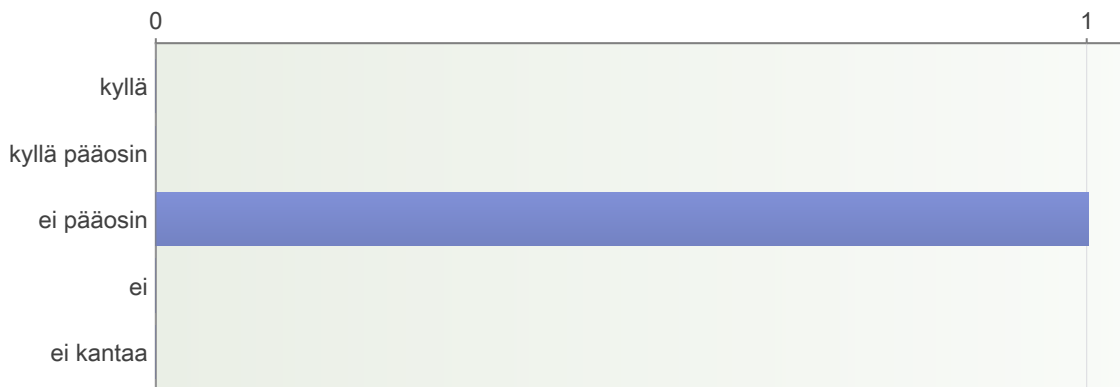 0 1
kyllä
kyllä pääosin
ei pääosin
ei
ei kantaa